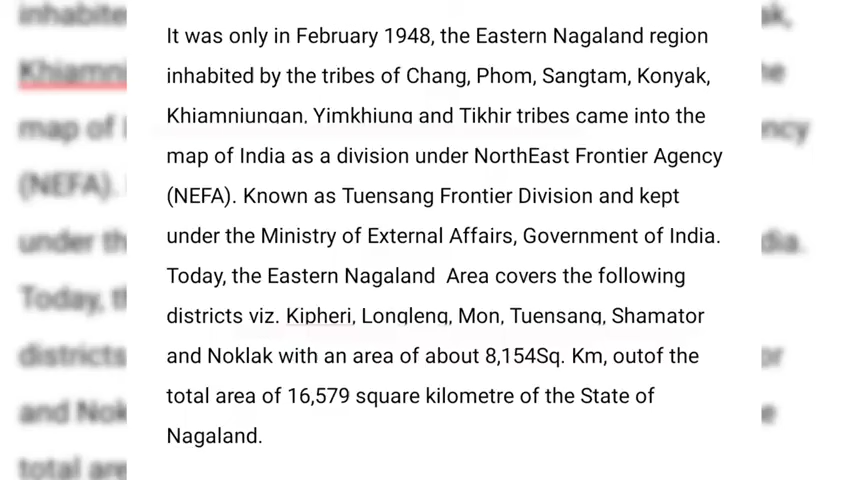 It was only in February 1948, the Eastern Nagaland region
inhabited by the tribes of Chang, Phom, Sangtam, Konyak,
Khiamniungan, Yimkhiung and Tikhir tribes came into the
map of India as a division under NorthEast Frontier Agency
(NEFA). Known as Tuensang Frontier Division and kept
under the Ministry of External Affairs, Government of India.
Today, the Eastern Nagaland Area covers the following
districts viz. Kipheri, Longleng, Mon, Tuensang, Shamator
and Noklak with an area of about 8,154Sq. Km, outof the
total area of 16,579 square kilometre of the State of
Nagaland.